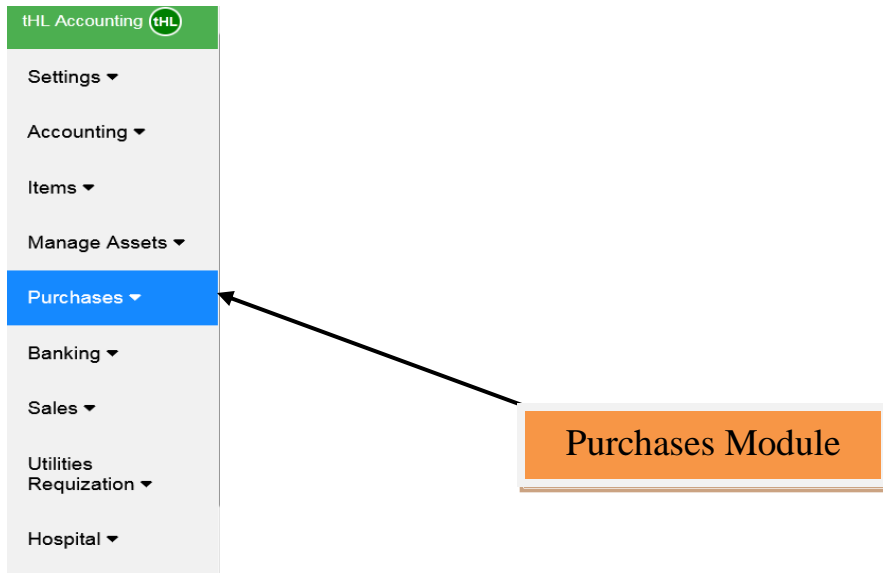 tHL Accounting tHL
Settings
Accounting
Items
Manage Assets
Purchases
Banking
Sales
Utilities
Requization
Hospital
Purchases Module